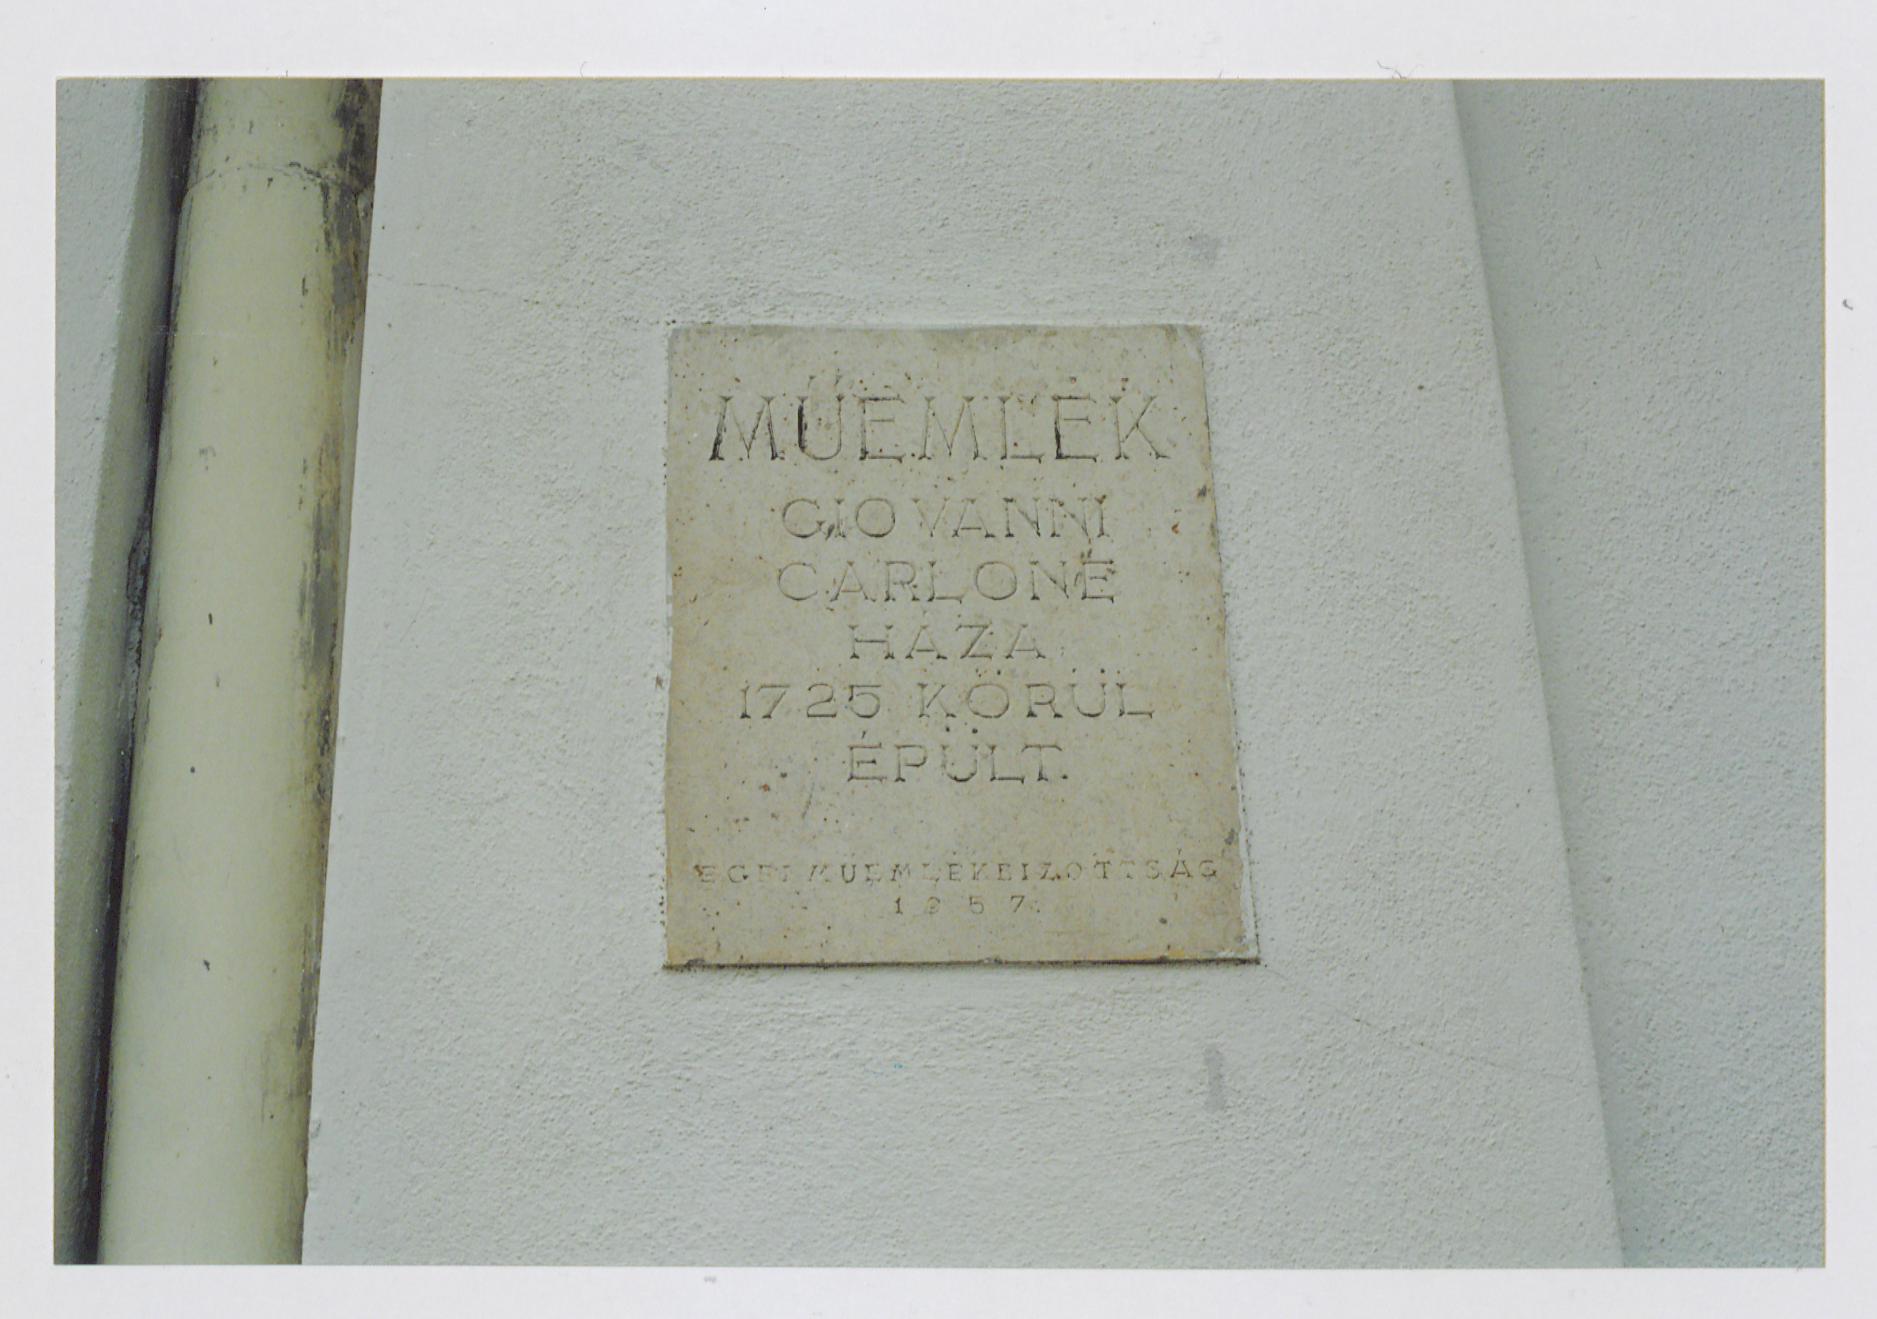 MŰEMLÉK
GIOVANNI
CARLONE
HÁZA
1725 KÖRÜL
ÉPÜLT.
EGRI MŰEMLÉKBIZOTTSÁG
1957.